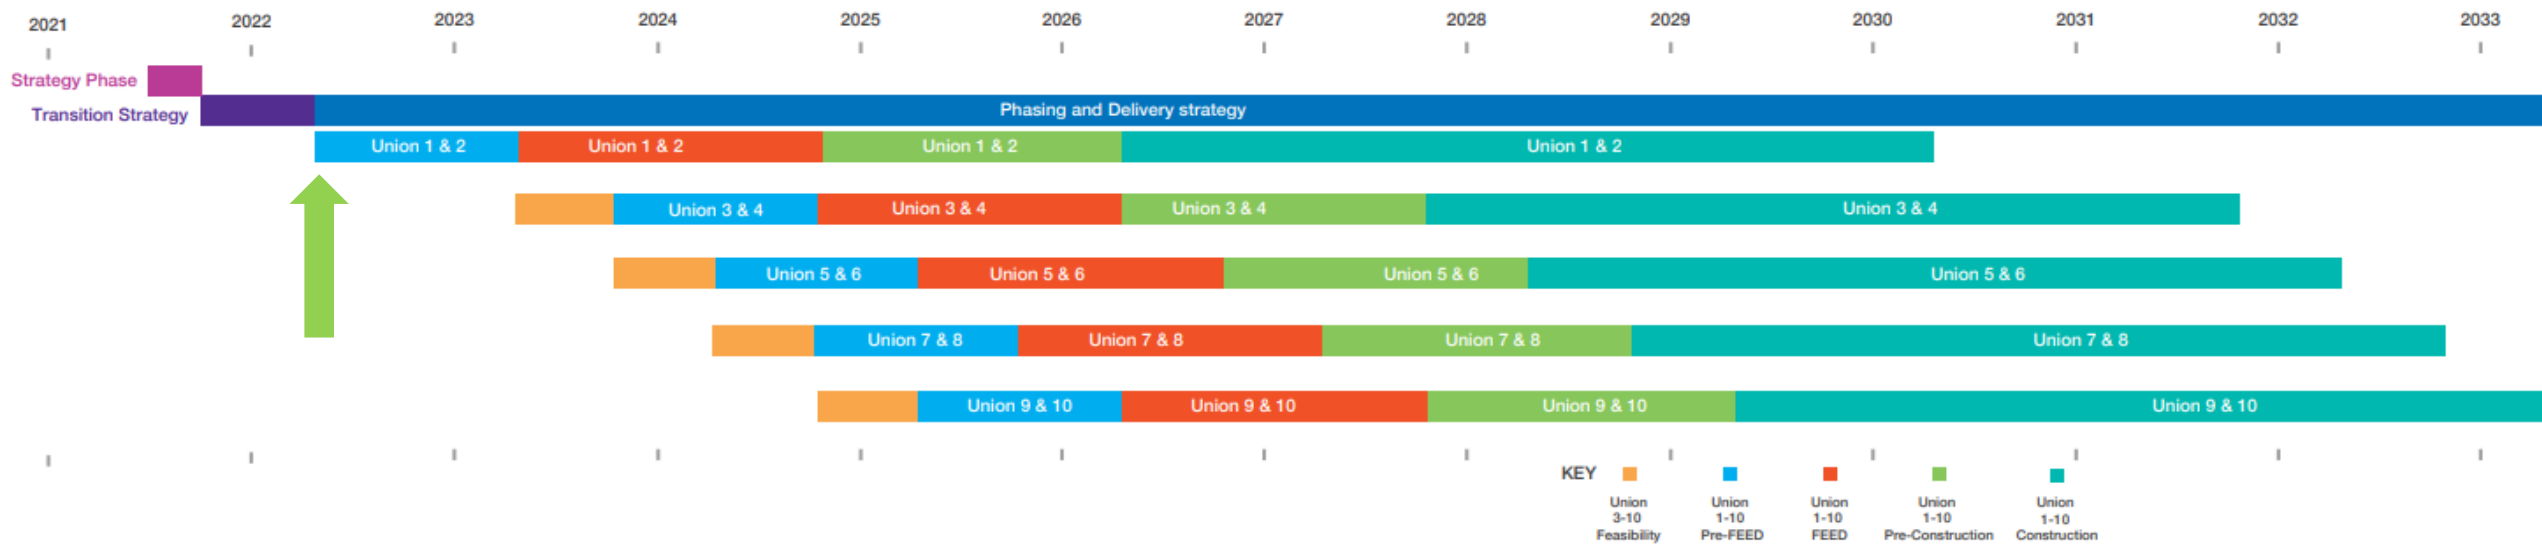 2021 2022 2023 2024 2025 2026 2027 2028 2029 2030 2031 2032 2033
Strategy Phase
Transition Strategy Phasing and Delivery strategy
Union 1 & 2 Union 1 & 2 Union 1 & 2 Union 1 & 2
Union 3 & 4 Union 3 & 4 Union 3 & 4 Union 3 & 4
Union 5 & 6 Union 5 & 6 Union 5 & 6 Union 5 & 6
Union 7 & 8 Union 7 & 8 Union 7 & 8 Union 7 & 8
Union 9 & 10 Union 9 & 10 Union 9 & 10 Union 9 & 10
KEY
Union
3-10
Feasibility
Union
1-10
Pre-FEED
Union
1-10
FEED
Union
1-10
Pre-Construction
Union
1-10
Construction